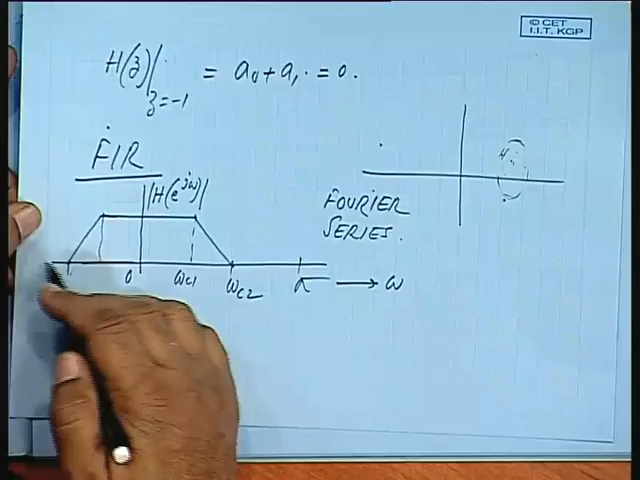 © CET
I.I.T. KGP
H(z)|z=-1 = a0 + a1 . = 0.
FIR
|H(e^jω)|
FOURIER
SERIES.
0 ωc1 ωc2 π → ω